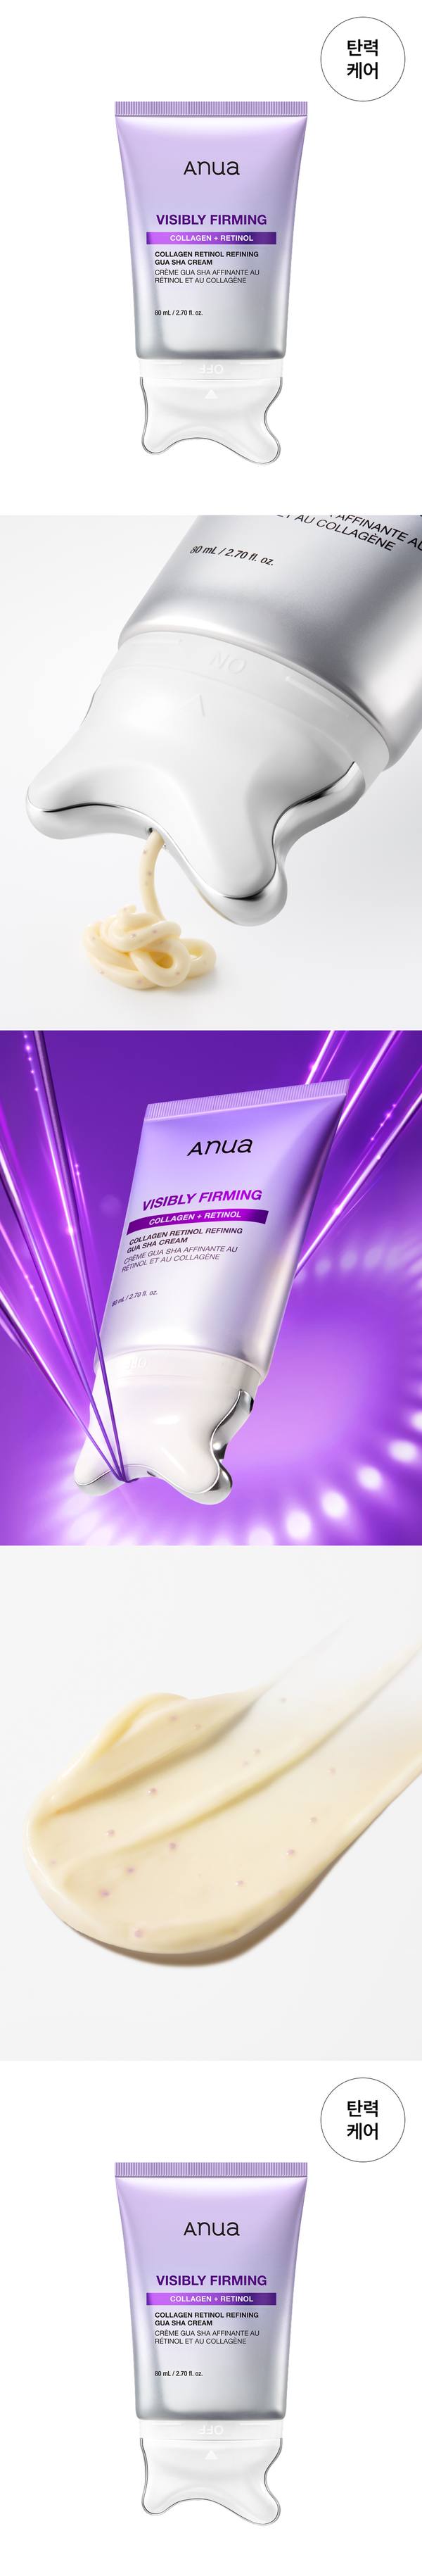 탄력
케어
Anua
VISIBLY FIRMING
COLLAGEN + RETINOL
COLLAGEN RETINOL REFINING
GUA SHA CREAM
CRÈME GUA SHA AFFINANTE AU
RÉTINOL ET AU COLLAGÈNE
80 mL / 2.70 fl. oz.
OFF
AFFINANTE AU
ET AU COLLAGÈNE
80 mL / 2.70 fl. oz.
ON
Anua
VISIBLY FIRMING
COLLAGEN + RETINOL
COLLAGEN RETINOL REFINING
GUA SHA CREAM
CRÈME GUA SHA AFFINANTE AU
RÉTINOL ET AU COLLAGÈNE
80 mL / 2.70 fl. oz.
탄력
케어
Anua
VISIBLY FIRMING
COLLAGEN + RETINOL
COLLAGEN RETINOL REFINING
GUA SHA CREAM
CRÈME GUA SHA AFFINANTE AU
RÉTINOL ET AU COLLAGÈNE
80 mL / 2.70 fl. oz.
OFF